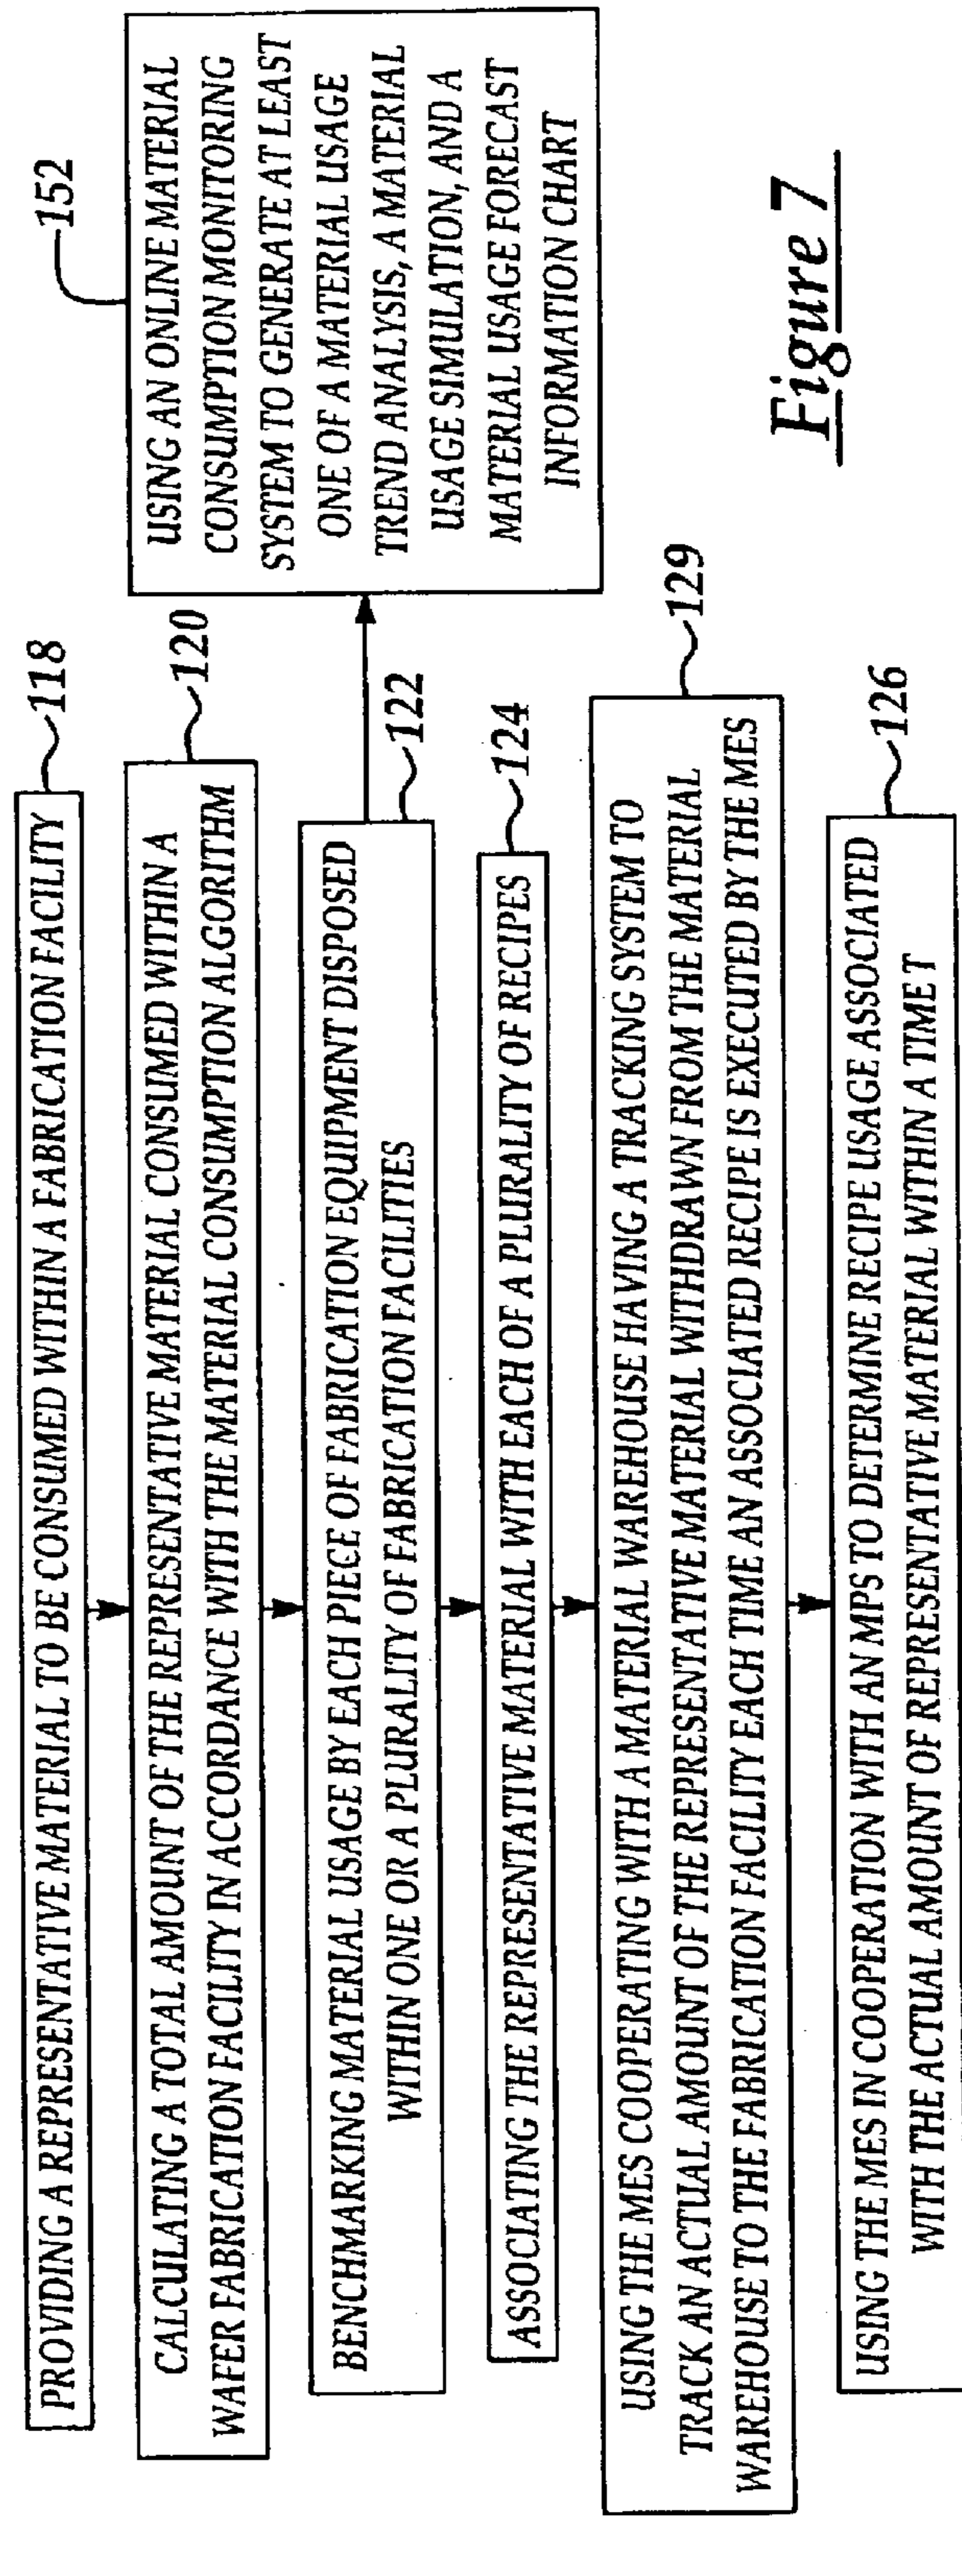 PROVIDING A REPRESENTATIVE MATERIAL TO BE CONSUMED WITHIN A FABRICATION FACILITY
118
CALCULATING A TOTAL AMOUNT OF THE REPRESENTATIVE MATERIAL CONSUMED WITHIN A
WAFER FABRICATION FACILITY IN ACCORDANCE WITH THE MATERIAL CONSUMPTION ALGORITHM
120
BENCHMARKING MATERIAL USAGE BY EACH PIECE OF FABRICATION EQUIPMENT DISPOSED
WITHIN ONE OR A PLURALITY OF FABRICATION FACILITIES
122
USING AN ONLINE MATERIAL
CONSUMPTION MONITORING
SYSTEM TO GENERATE AT LEAST
ONE OF A MATERIAL USAGE
TREND ANALYSIS, A MATERIAL
USAGE SIMULATION, AND A
MATERIAL USAGE FORECAST
INFORMATION CHART
152
ASSOCIATING THE REPRESENTATIVE MATERIAL WITH EACH OF A PLURALITY OF RECIPES
124
USING THE MES COOPERATING WITH A MATERIAL WAREHOUSE HAVING A TRACKING SYSTEM TO
TRACK AN ACTUAL AMOUNT OF THE REPRESENTATIVE MATERIAL WITHDRAWN FROM THE MATERIAL
WAREHOUSE TO THE FABRICATION FACILITY EACH TIME AN ASSOCIATED RECIPE IS EXECUTED BY THE MES
129
USING THE MES IN COOPERATION WITH AN MPS TO DETERMINE RECIPE USAGE ASSOCIATED
WITH THE ACTUAL AMOUNT OF REPRESENTATIVE MATERIAL WITHIN A TIME T
126
Figure 7